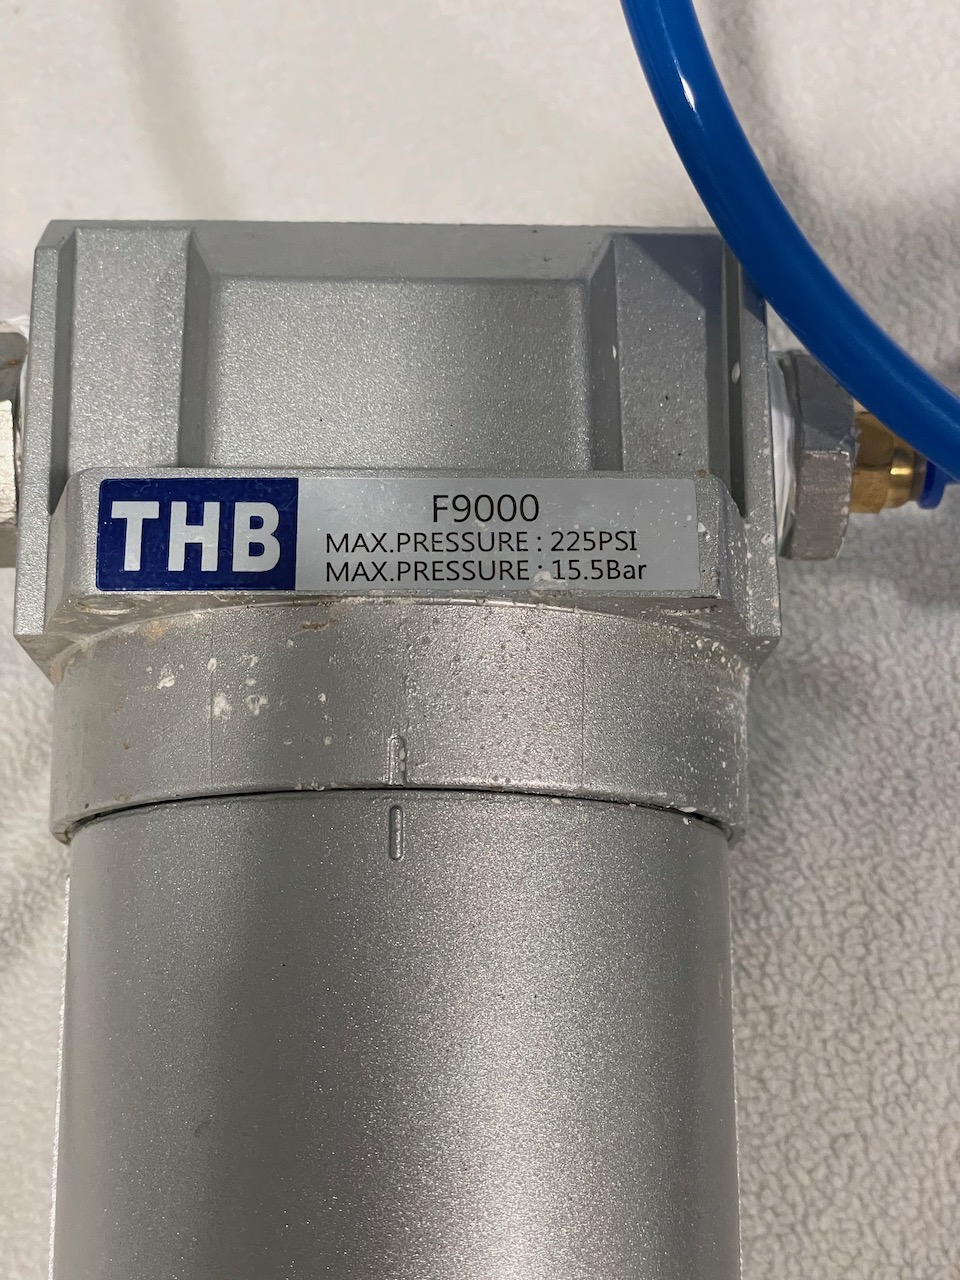 THB
F9000
MAX.PRESSURE : 225PSI
MAX.PRESSURE : 15.5Bar